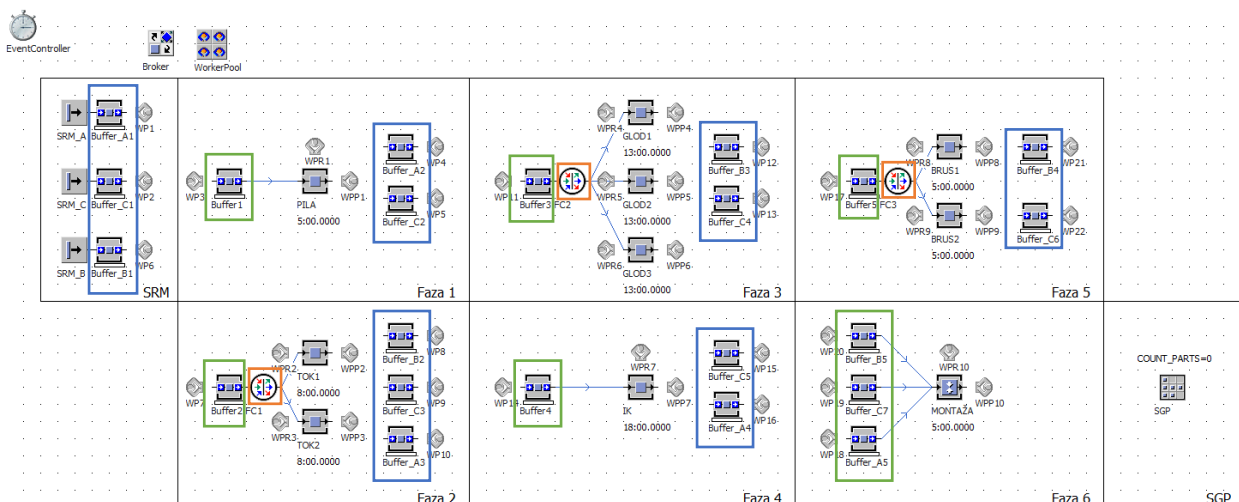 EventController
Broker
WorkerPool
SRM_A
Buffer_A1
WP1
SRM_C
Buffer_C1
WP2
SRM_B
Buffer_B1
WP6
SRM
WP3
Buffer1
WPR1
PILA
5:00.0000
WPP1
Buffer_A2
WP4
Buffer_C2
WP5
Faza 1
WP11
Buffer3
FC2
WPR4
GLOD1
WPP4
13:00.0000
WPR5
GLOD2
WPP5
13:00.0000
WPR6
GLOD3
WPP6
13:00.0000
Buffer_B3
WP12
Buffer_C4
WP13
Faza 3
WP17
Buffer5
FC3
WPR8
BRUS1
WPP8
5:00.0000
WPR9
BRUS2
WPP9
5:00.0000
Buffer_B4
WP21
Buffer_C6
WP22
Faza 5
WP7
Buffer2
FC1
WPR2
TOK1
WPP2
8:00.0000
WPR3
TOK2
WPP3
8:00.0000
Buffer_B2
WP8
Buffer_C3
WP9
Buffer_A3
WP10
Faza 2
WP14
Buffer4
WPR7
IK
WPP7
18:00.0000
Buffer_C5
WP15
Buffer_A4
WP16
Faza 4
WP20
Buffer_B5
WP19
Buffer_C7
WP18
Buffer_A5
WPR10
MONTAŽA
WPP10
5:00.0000
Faza 6
COUNT_PARTS=0
SGP
SGP